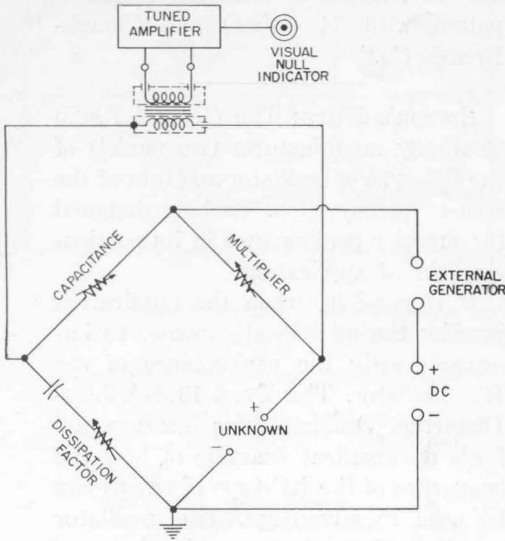 TUNED
AMPLIFIER
VISUAL
NULL
INDICATOR
CAPACITANCE
MULTIPLIER
EXTERNAL
GENERATOR
+
DC
−
+
UNKNOWN
−
DISSIPATION
FACTOR